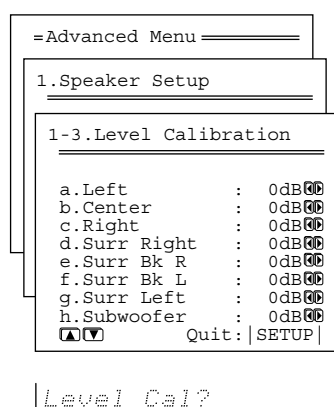 =Advanced Menu
1.Speaker Setup
1-3.Level Calibration
a.Left : 0dB
b.Center : 0dB
c.Right : 0dB
d.Surr Right : 0dB
e.Surr Bk R : 0dB
f.Surr Bk L : 0dB
g.Surr Left : 0dB
h.Subwoofer : 0dB
Quit:|SETUP|
Level Cal?